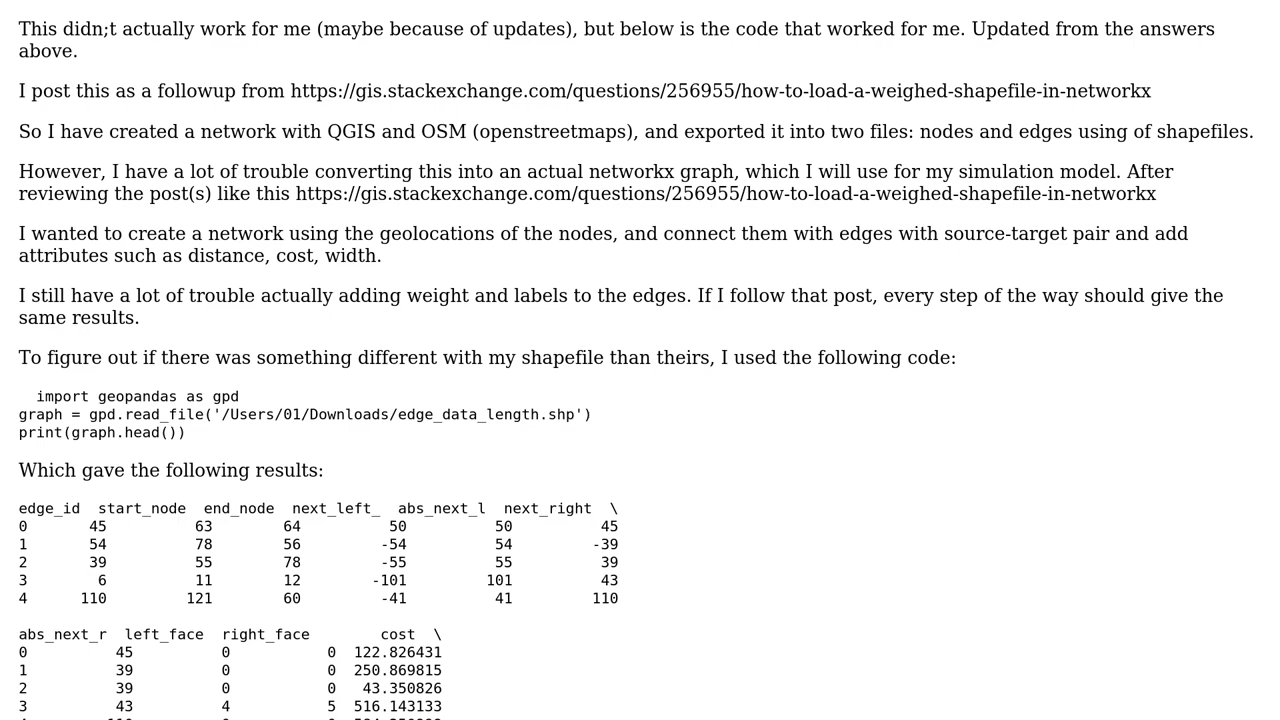 This didn;t actually work for me (maybe because of updates), but below is the code that worked for me. Updated from the answers
above.
I post this as a followup from https://gis.stackexchange.com/questions/256955/how-to-load-a-weighed-shapefile-in-networkx
So I have created a network with QGIS and OSM (openstreetmaps), and exported it into two files: nodes and edges using of shapefiles.
However, I have a lot of trouble converting this into an actual networkx graph, which I will use for my simulation model. After
reviewing the post(s) like this https://gis.stackexchange.com/questions/256955/how-to-load-a-weighed-shapefile-in-networkx
I wanted to create a network using the geolocations of the nodes, and connect them with edges with source-target pair and add
attributes such as distance, cost, width.
I still have a lot of trouble actually adding weight and labels to the edges. If I follow that post, every step of the way should give the
same results.
To figure out if there was something different with my shapefile than theirs, I used the following code:
  import geopandas as gpd
graph = gpd.read_file('/Users/01/Downloads/edge_data_length.shp')
print(graph.head())
Which gave the following results:
edge_id  start_node  end_node  next_left_  abs_next_l  next_right  \
0       45          63        64          50          50          45
1       54          78        56         -54          54         -39
2       39          55        78         -55          55          39
3        6          11        12        -101         101          43
4      110         121        60         -41          41         110
abs_next_r  left_face  right_face        cost  \
0          45          0           0  122.826431
1          39          0           0  250.869815
2          39          0           0   43.350826
3          43          4           5  516.143133